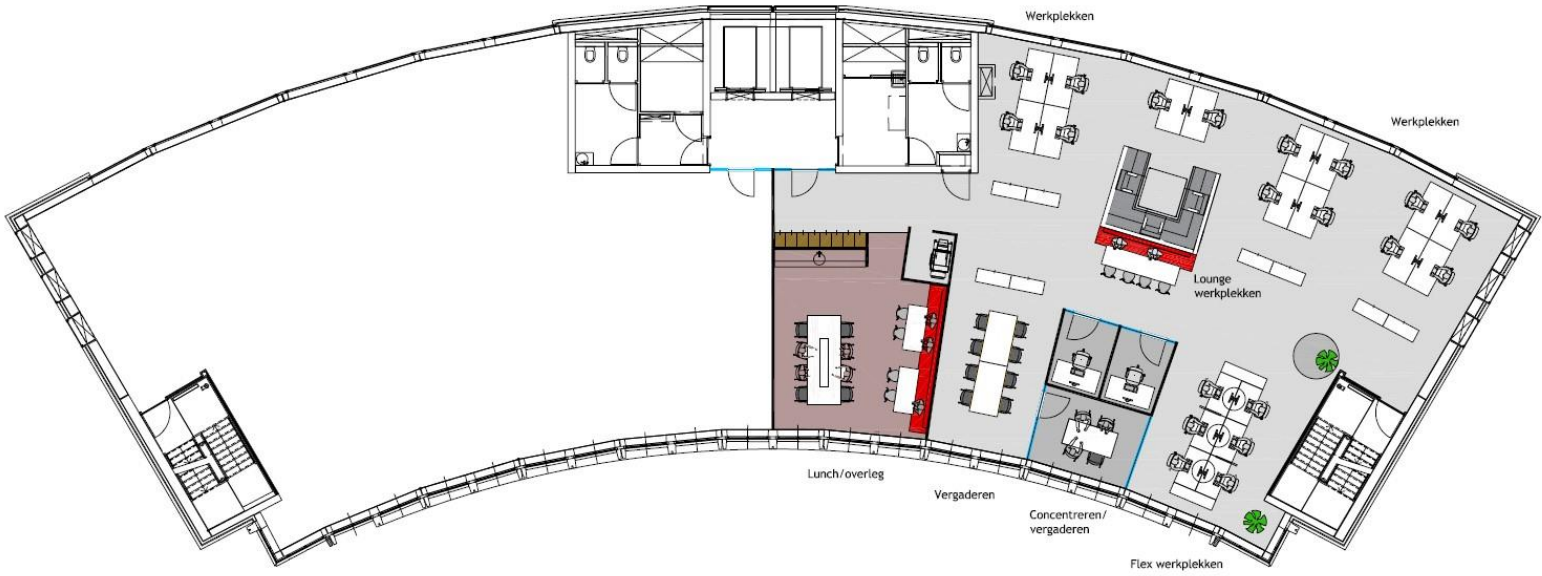 Werkplekken
Werkplekken
Lounge
werkplekken
Lunch/overleg
Vergaderen
Concentreren/
vergaderen
Flex werkplekken